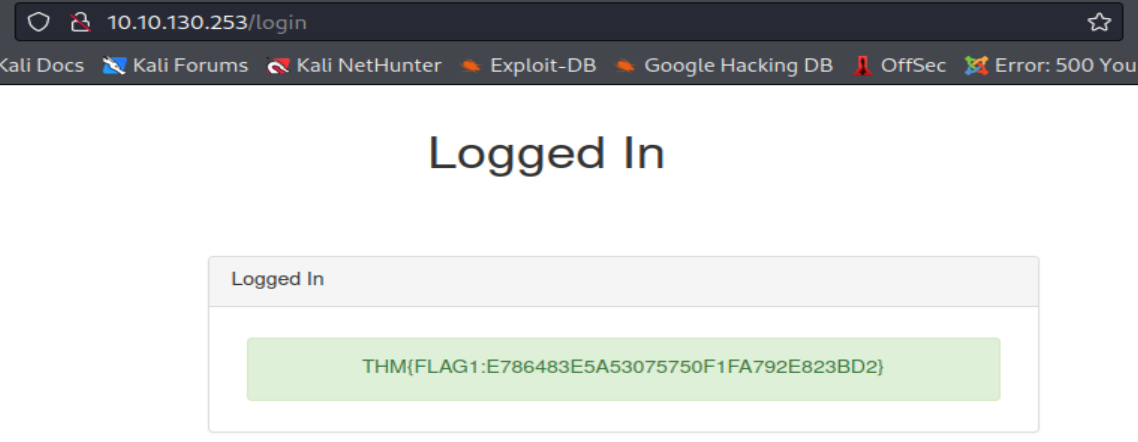 10.10.130.253/login
Kali Docs Kali Forums Kali NetHunter Exploit-DB Google Hacking DB OffSec Error: 500 You
Logged In
Logged In
THM{FLAG1:E786483E5A53075750F1FA792E823BD2}